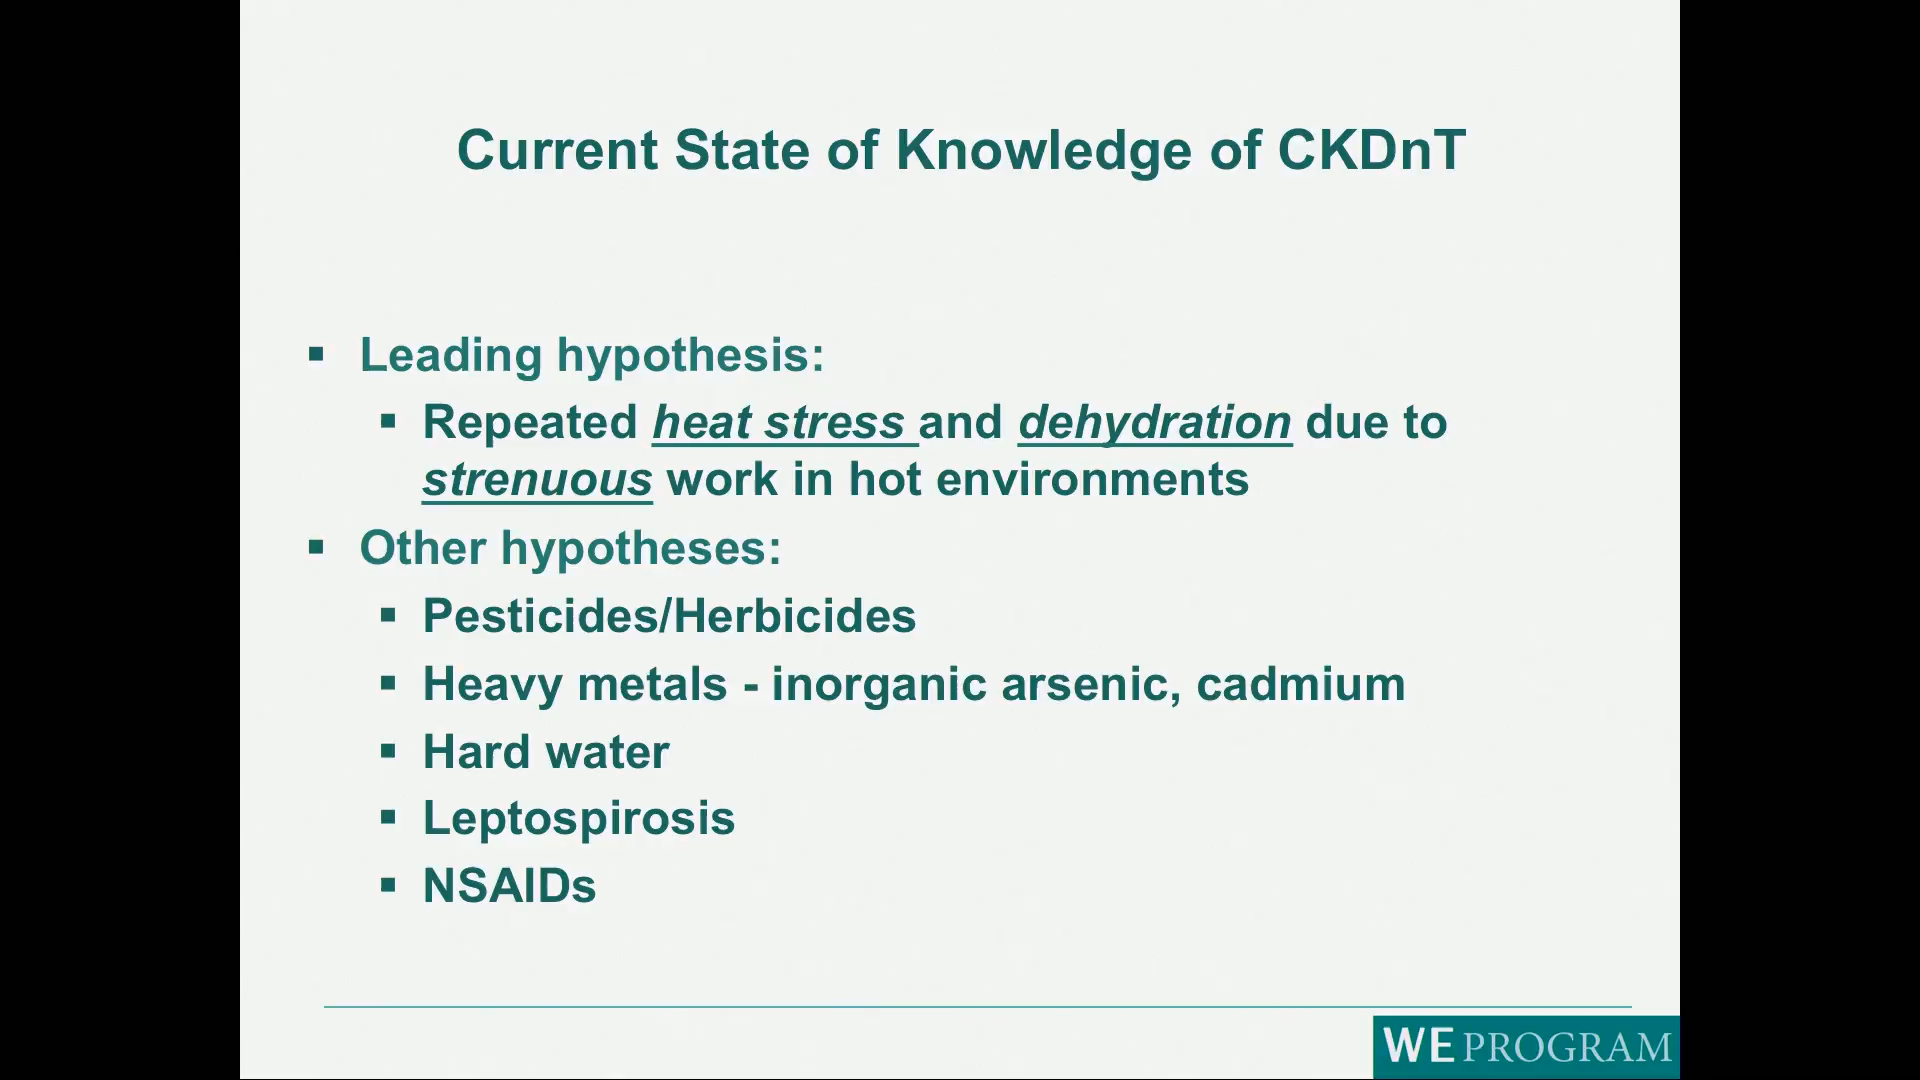 Current State of Knowledge of CKDnT
▪ Leading hypothesis:
▪ Repeated heat stress and dehydration due to
strenuous work in hot environments
▪ Other hypotheses:
▪ Pesticides/Herbicides
▪ Heavy metals - inorganic arsenic, cadmium
▪ Hard water
▪ Leptospirosis
▪ NSAIDs
WE PROGRAM